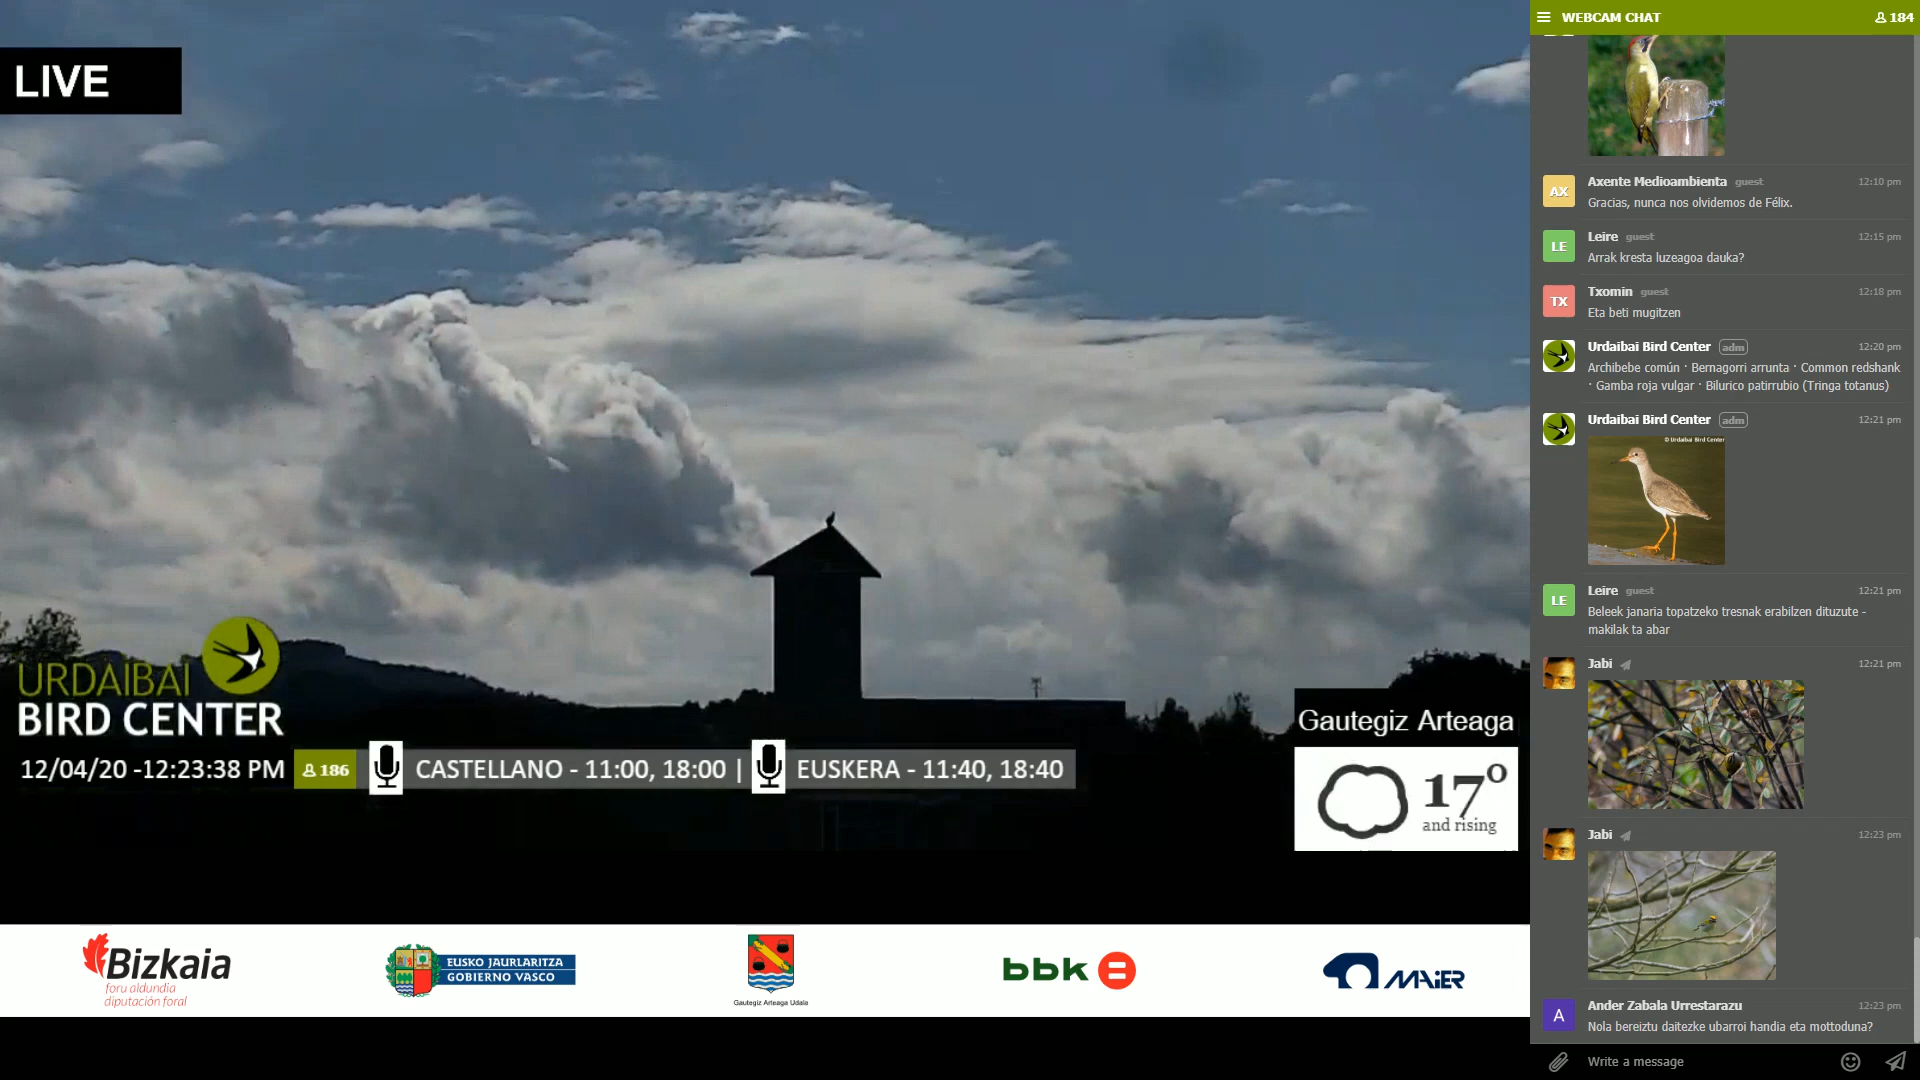 LIVE
URDAIBAI
BIRD CENTER
12/04/20 -12:23:38 PM
186
CASTELLANO - 11:00, 18:00 |
EUSKERA - 11:40, 18:40
Gautegiz Arteaga
17°
and rising
Bizkaia
foru aldundia
diputación foral
EUSKO JAURLARITZA
GOBIERNO VASCO
Gautegiz Arteaga Udala
bbk
MAIER
WEBCAM CHAT
184
AX
Axente Medioambienta guest 12:10 pm
Gracias, nunca nos olvidemos de Félix.
LE
Leire guest 12:15 pm
Arrak kresta luzeagoa dauka?
TX
Txomin guest 12:18 pm
Eta beti mugitzen
Urdaibai Bird Center adm 12:20 pm
Archibebe común · Bernagorri arrunta · Common redshank
· Gamba roja vulgar · Bilurico patirrubio (Tringa totanus)
Urdaibai Bird Center adm 12:21 pm
© Urdaibai Bird Center
LE
Leire guest 12:21 pm
Beleek janaria topatzeko tresnak erabilzen dituzute -
makilak ta abar
Jabi 12:21 pm
Jabi 12:23 pm
A
Ander Zabala Urrestarazu 12:23 pm
Nola bereiztu daitezke ubarroi handia eta mottoduna?
Write a message